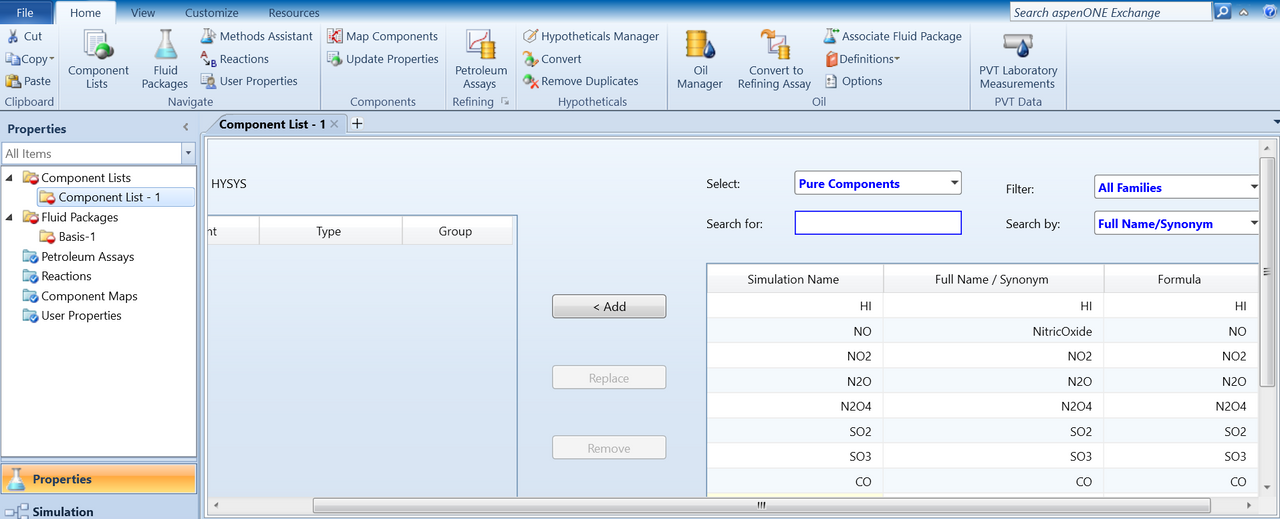 File Home View Customize Resources Search aspenONE Exchange
Cut Methods Assistant Map Components Hypotheticals Manager Associate Fluid Package
Copy Reactions Update Properties Convert Definitions
Paste Component Lists Fluid Packages User Properties Petroleum Assays Remove Duplicates Oil Manager Convert to Refining Assay Options PVT Laboratory Measurements
Clipboard Navigate Components Refining Hypotheticals Oil PVT Data
Properties < Component List - 1 × +
All Items
Component Lists
Component List - 1
Fluid Packages
Basis-1
Petroleum Assays
Reactions
Component Maps
User Properties
Properties
Simulation
HYSYS
nt Type Group
< Add
Replace
Remove
Select: Pure Components Filter: All Families
Search for: Search by: Full Name/Synonym
Simulation Name Full Name / Synonym Formula
HI HI HI
NO NitricOxide NO
NO2 NO2 NO2
N2O N2O N2O
N2O4 N2O4 N2O4
SO2 SO2 SO2
SO3 SO3 SO3
CO CO CO